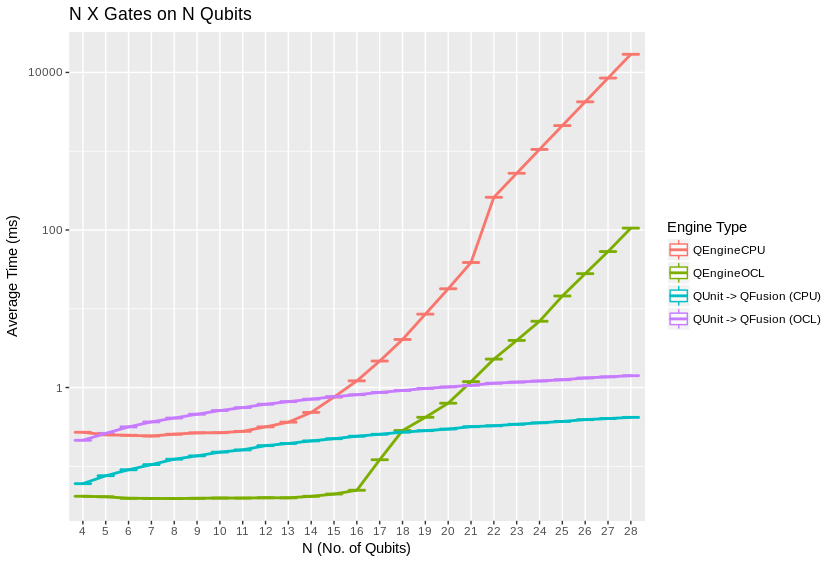 N X Gates on N Qubits
Average Time (ms)
10000
100
1
4 5 6 7 8 9 10 11 12 13 14 15 16 17 18 19 20 21 22 23 24 25 26 27 28
N (No. of Qubits)
Engine Type
QEngineCPU
QEngineOCL
QUnit -> QFusion (CPU)
QUnit -> QFusion (OCL)